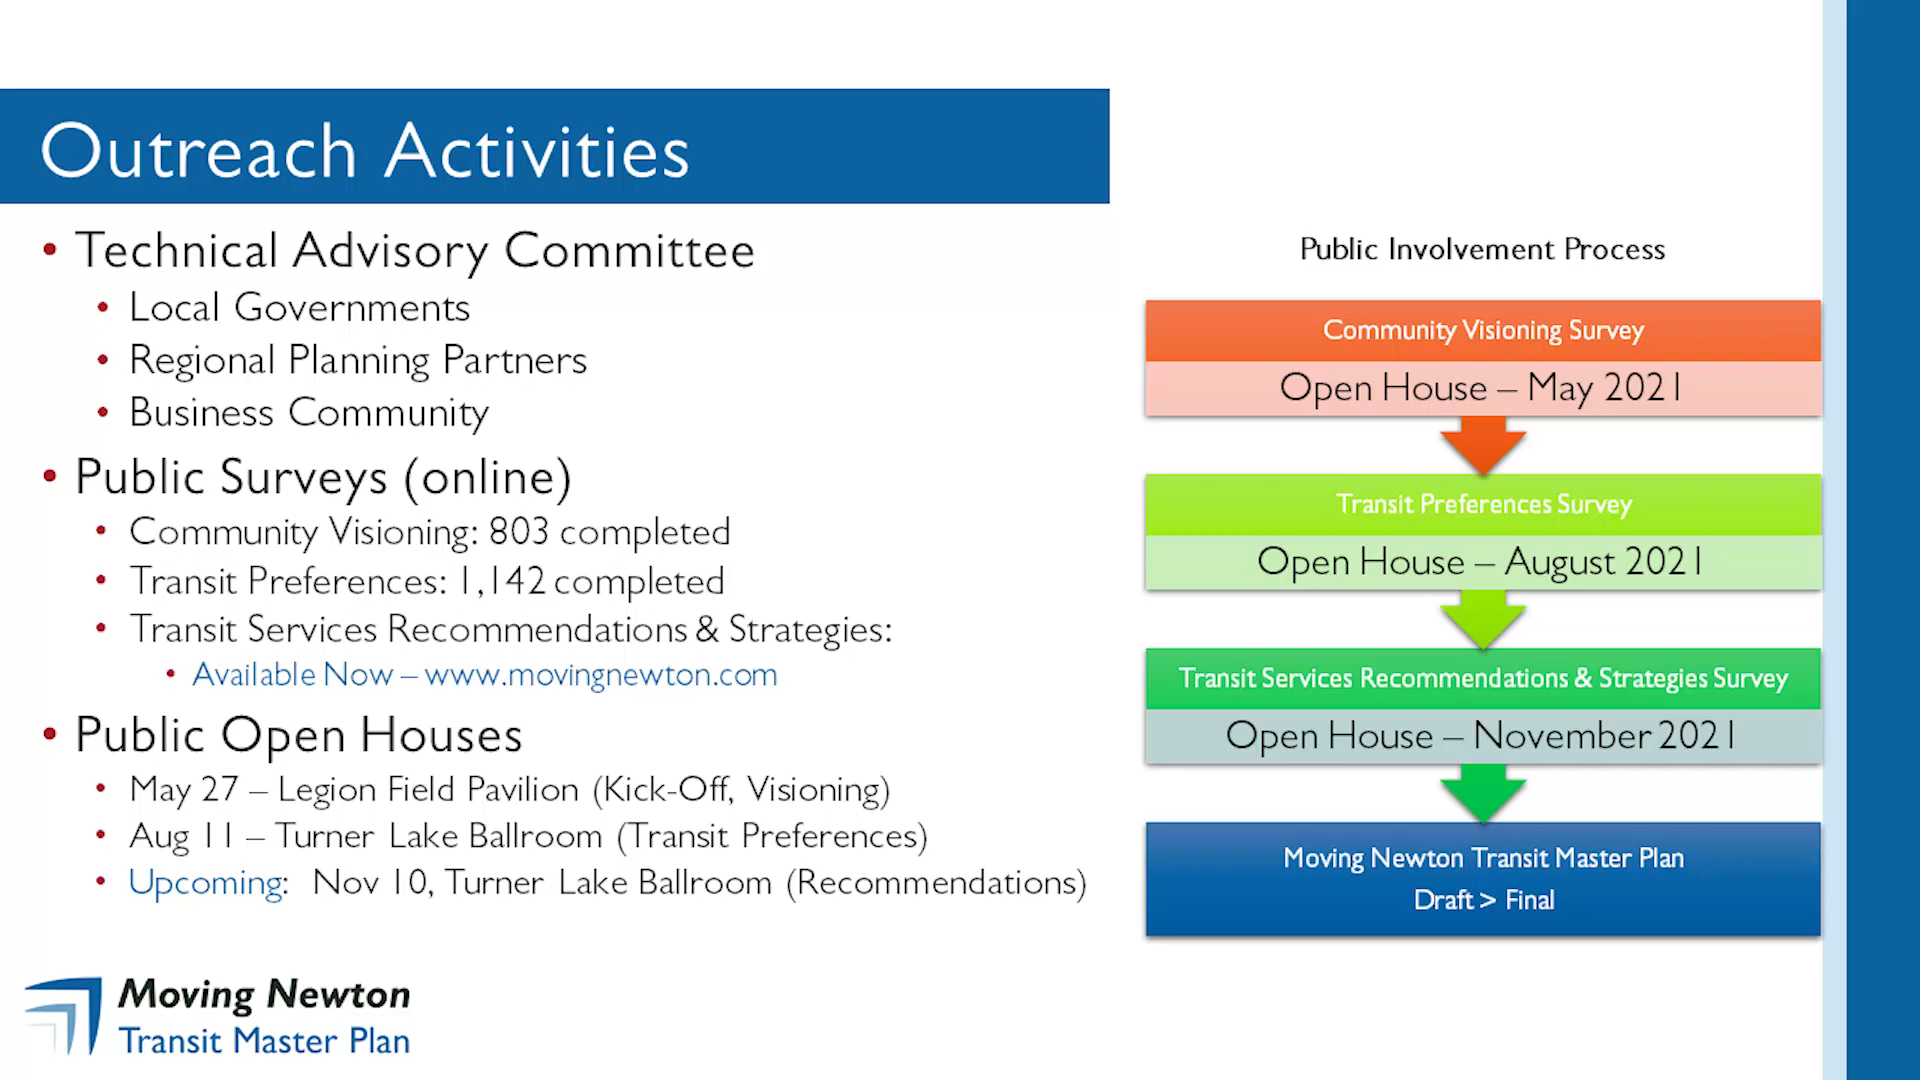 Outreach Activities
• Technical Advisory Committee
• Local Governments
• Regional Planning Partners
• Business Community
• Public Surveys (online)
• Community Visioning: 803 completed
• Transit Preferences: 1,142 completed
• Transit Services Recommendations & Strategies:
• Available Now – www.movingnewton.com
• Public Open Houses
• May 27 – Legion Field Pavilion (Kick-Off, Visioning)
• Aug 11 – Turner Lake Ballroom (Transit Preferences)
• Upcoming: Nov 10, Turner Lake Ballroom (Recommendations)
Public Involvement Process
Community Visioning Survey
Open House – May 2021
Transit Preferences Survey
Open House – August 2021
Transit Services Recommendations & Strategies Survey
Open House – November 2021
Moving Newton Transit Master Plan
Draft > Final
Moving Newton
Transit Master Plan